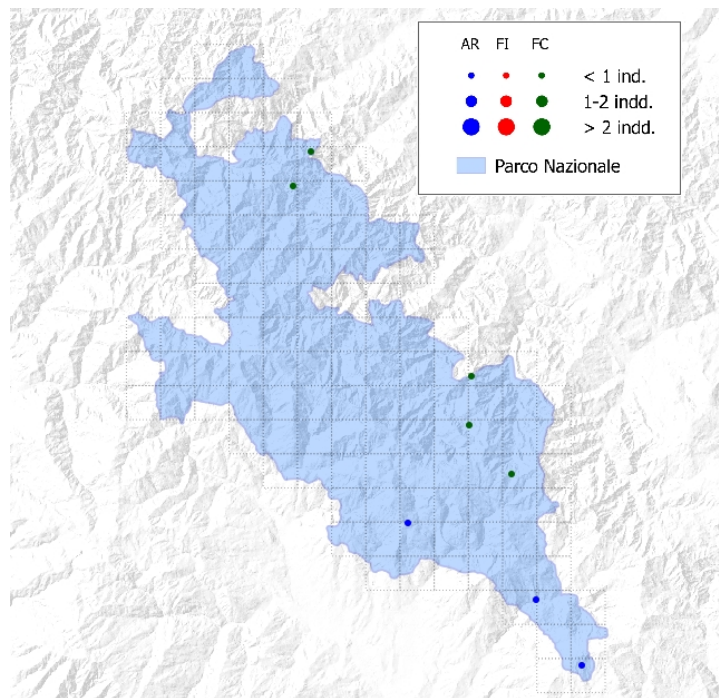 AR FI FC
< 1 ind.
1-2 indd.
> 2 indd.
Parco Nazionale